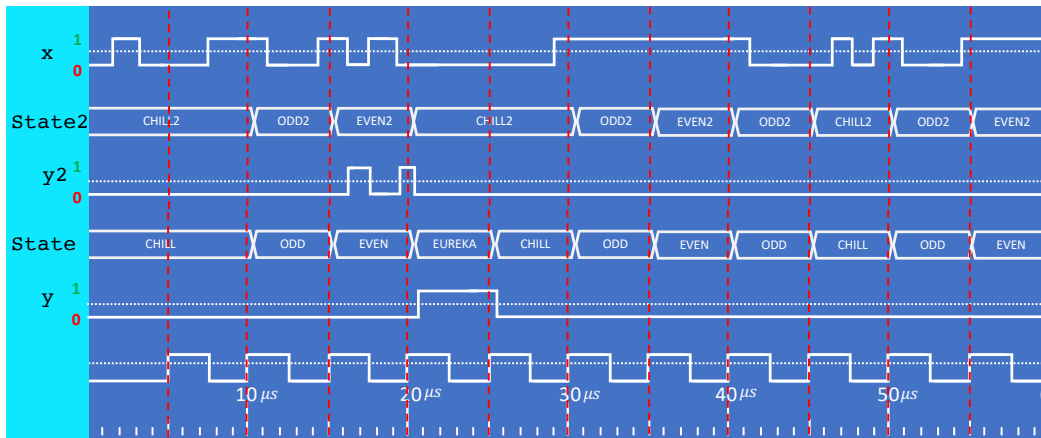 1
x
0
State2 CHILL2 ODD2 EVEN2 CHILL2 ODD2 EVEN2 ODD2 CHILL2 ODD2 EVEN2
1
y2
0
State CHILL ODD EVEN EUREKA CHILL ODD EVEN ODD CHILL ODD EVEN
1
y
0
10 μs 20 μs 30 μs 40 μs 50 μs